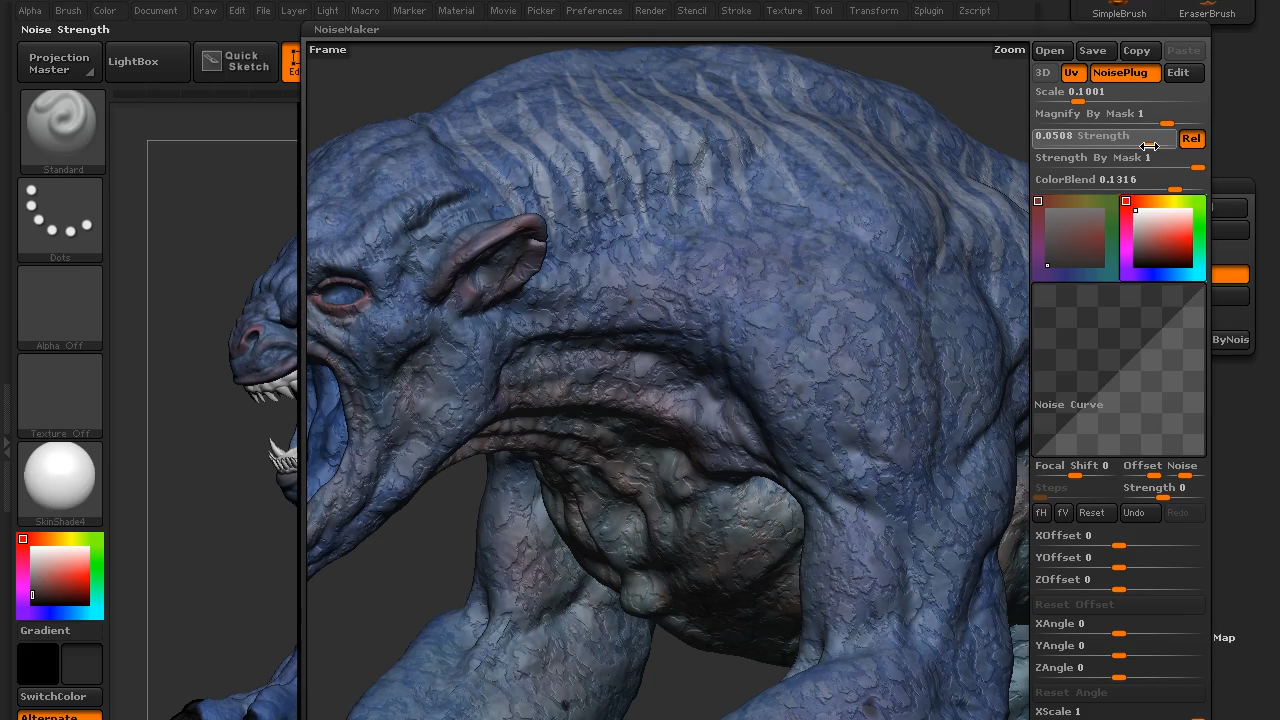 Alpha Brush Color Document Draw Edit File Layer Light Macro Marker Material Movie Picker Preferences Render Stencil Stroke Texture Tool Transform Zplugin Zscript
SimpleBrush EraserBrush
Noise Strength
NoiseMaker
Projection Master
LightBox
Quick Sketch
Frame
Zoom
Open Save Copy Paste
3D Uv NoisePlug Edit
Scale 0.1001
Magnify By Mask 1
0.0508 Strength Rel
Strength By Mask 1
ColorBlend 0.1316
Standard
Dots
Alpha Off
Texture Off
SkinShade4
Gradient
SwitchColor
Alternate
Noise Curve
Focal Shift 0 Offset Noise
Steps Strength 0
fH fV Reset Undo Redo
XOffset 0
YOffset 0
ZOffset 0
Reset Offset
XAngle 0
YAngle 0
ZAngle 0
Reset Angle
XScale 1
ByNois
Map